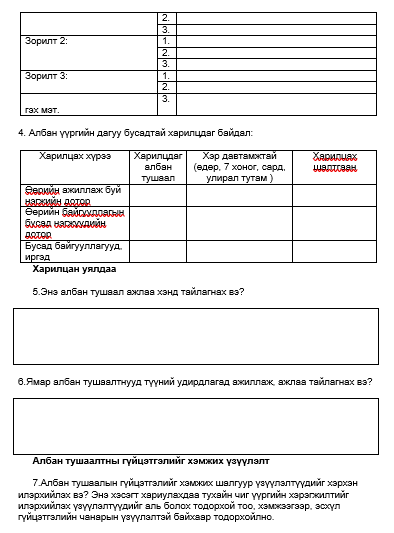 2.
3.
Зорилт 2: 1.
2.
3.
Зорилт 3: 1.
2.
3.
гэх мэт.
4. Албан үүргийн дагуу бусадтай харилцдаг байдал:
Харилцах хүрээ Харилцдаг албан тушаал Хэр давтамжтай (өдөр, 7 хоног, сард, улирал тутам ) Харилцах шалтгаан
Өөрийн ажиллаж буй
нэгжийн дотор
Өөрийн байгууллагын
бусад нэгжүүдийн
дотор
Бусад байгууллагууд,
иргэд
Харилцан уялдаа
5.Энэ албан тушаал ажлаа хэнд тайлагнах вэ?
6.Ямар албан тушаалтнууд түүний удирдлагад ажиллаж, ажлаа тайлагнах вэ?
Албан тушаалтны гүйцэтгэлийг хэмжих үзүүлэлт
7.Албан тушаалын гүйцэтгэлийг хэмжих шалгуур үзүүлэлтүүдийг хэрхэн
илэрхийлэх вэ? Энэ хэсэгт хариулахдаа тухайн чиг үүргийн хэрэгжилтийг
илэрхийлэх үзүүлэлтүүдийг аль болох тодорхой тоо, хэмжээгээр, эсхүл
гүйцэтгэлийн чанарын үзүүлэлтэй байхаар тодорхойлно.